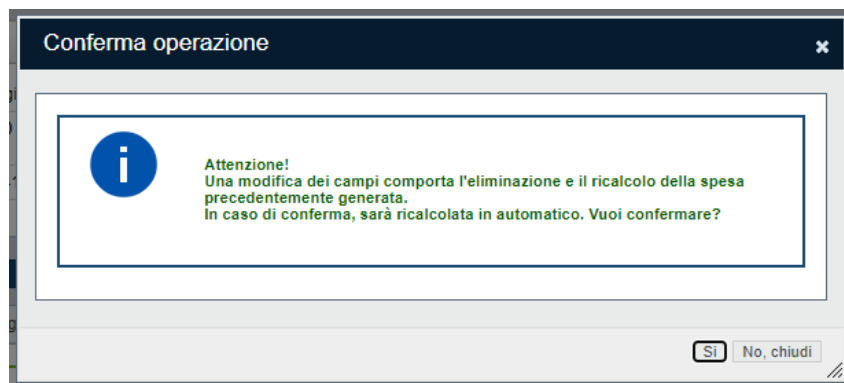 Conferma operazione
Attenzione!
Una modifica dei campi comporta l'eliminazione e il ricalcolo della spesa
precedentemente generata.
In caso di conferma, sarà ricalcolata in automatico. Vuoi confermare?
Si No, chiudi